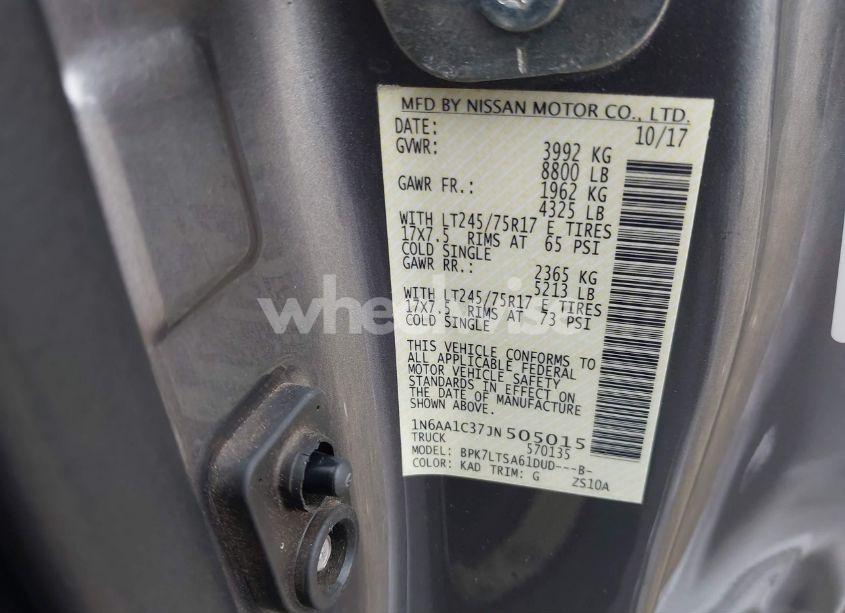 MFD BY NISSAN MOTOR CO., LTD.
DATE: 10/17
GVWR: 3992 KG
8800 LB
GAWR FR.: 1962 KG
4325 LB
WITH LT245/75R17 E TIRES
17X7.5 RIMS AT 65 PSI
COLD SINGLE
GAWR RR.: 2365 KG
5213 LB
WITH LT245/75R17 E TIRES
17X7.5 RIMS AT 73 PSI
COLD SINGLE
THIS VEHICLE CONFORMS TO
ALL APPLICABLE FEDERAL
MOTOR VEHICLE SAFETY
STANDARDS IN EFFECT ON
THE DATE OF MANUFACTURE
SHOWN ABOVE.
1N6AA1C37JN505015
TRUCK 570135
MODEL: BPK7LTSA61DUD---B-
COLOR: KAD TRIM: G ZS10A